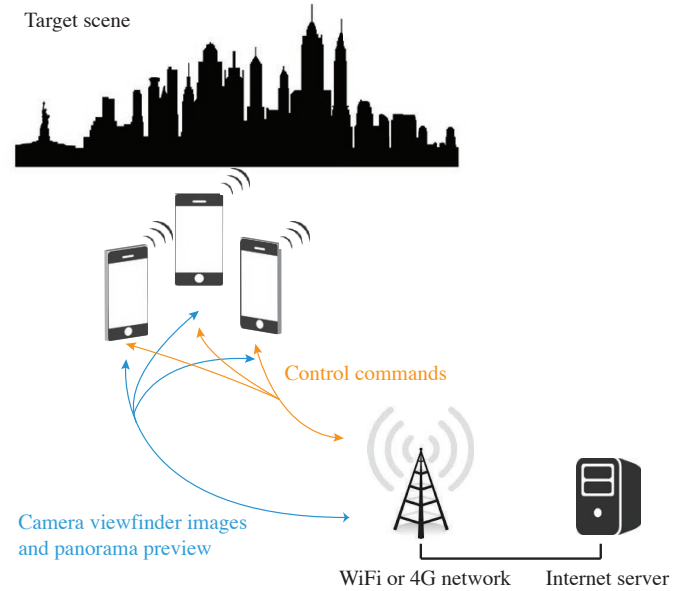 Target scene
Control commands
Camera viewfinder images
and panorama preview
WiFi or 4G network
Internet server